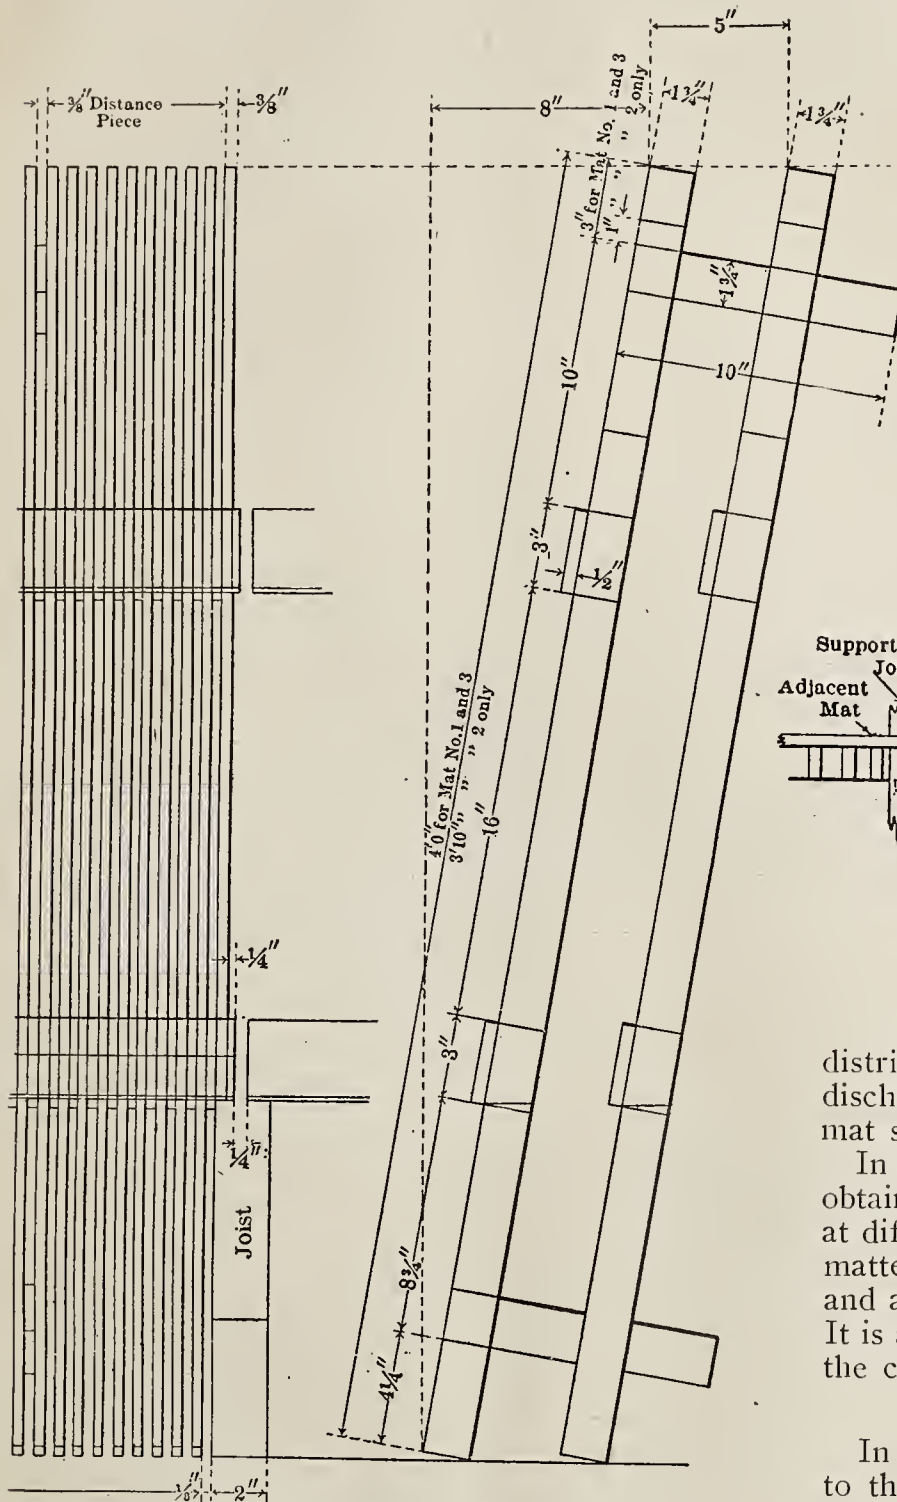 5"
8"
1¾"
1¾"
⅜" Distance
Piece
⅜"
3" for Mat No. 1 and 3
1" " " " 2 only
1¾"
10"
10"
3"
½"
Support
Jo
Adjacent
Mat
4'0" for Mat No. 1 and 3
3'10" " " " 2 only
16"
¼"
3"
¼"
Joist
8¾"
4¼"
⅛"
2"
distri
disch
mat s
In
obtain
at dif
matte
and a
It is
the c
In
to th